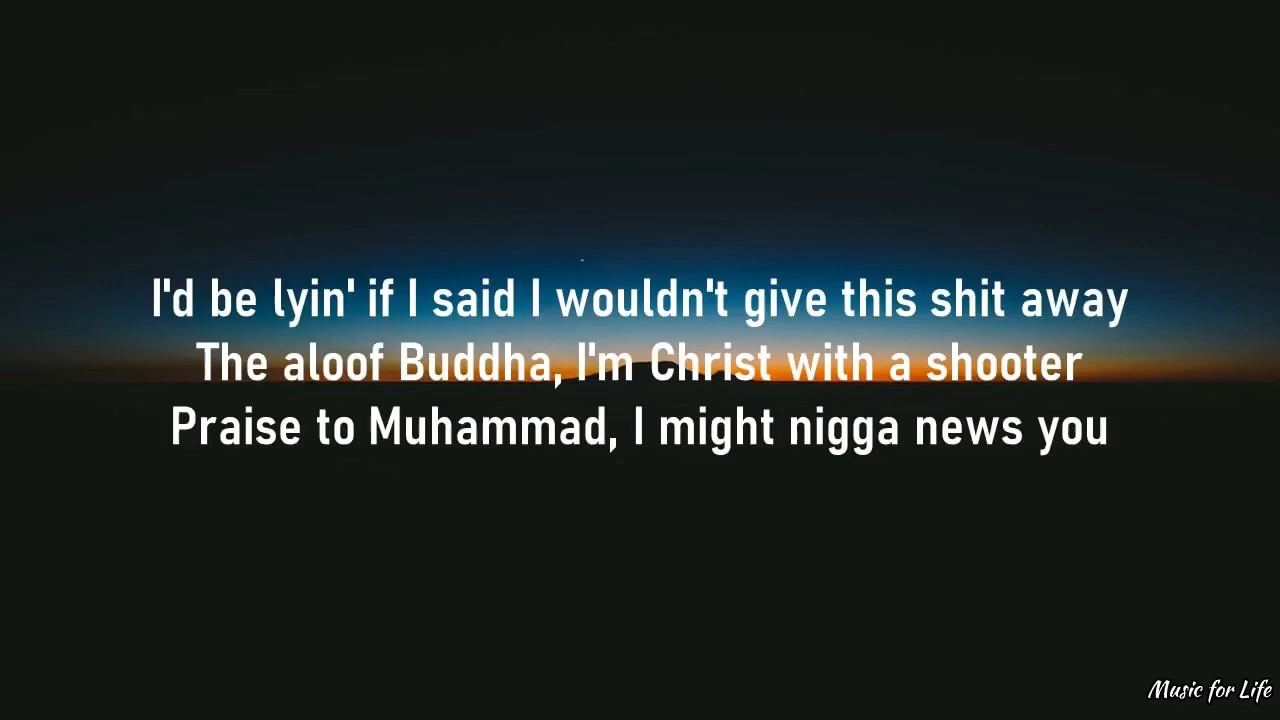 I'd be lyin' if I said I wouldn't give this shit away
The aloof Buddha, I'm Christ with a shooter
Praise to Muhammad, I might nigga news you
Music for Life